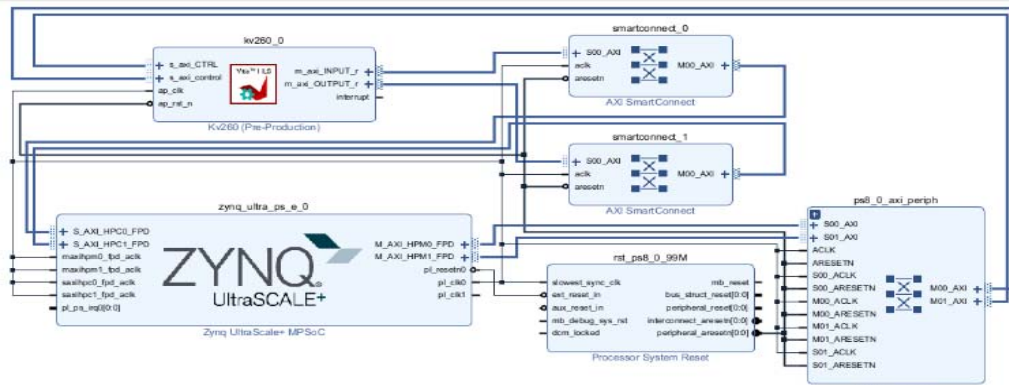 kv260_0
s_axi_CTRL
s_axi_control
ap_clk
ap_rst_n
m_axi_INPUT_r
m_axi_OUTPUT_r
interrupt
Kv260 (Pre-Production)
smartconnect_0
S00_AXI
aclk
aresetn
M00_AXI
AXI SmartConnect
smartconnect_1
S00_AXI
aclk
aresetn
M00_AXI
AXI SmartConnect
zynq_ultra_ps_e_0
S_AXI_HPC0_FPD
S_AXI_HPC1_FPD
maxihpm0_fpd_aclk
maxihpm1_fpd_aclk
saxihpc0_fpd_aclk
saxihpc1_fpd_aclk
pl_ps_irq0[0:0]
ZYNQ
UltraSCALE+
M_AXI_HPM0_FPD
M_AXI_HPM1_FPD
pl_resetn0
pl_clk0
pl_clk1
Zynq UltraScale+ MPSoC
rst_ps8_0_99M
slowest_sync_clk
ext_reset_in
aux_reset_in
mb_debug_sys_rst
dcm_locked
mb_reset
bus_struct_reset[0:0]
peripheral_reset[0:0]
interconnect_aresetn[0:0]
peripheral_aresetn[0:0]
Processor System Reset
ps8_0_axi_periph
S00_AXI
S01_AXI
ACLK
ARESETN
S00_ACLK
S00_ARESETN
M00_ACLK
M00_ARESETN
M01_ACLK
M01_ARESETN
S01_ACLK
S01_ARESETN
M00_AXI
M01_AXI